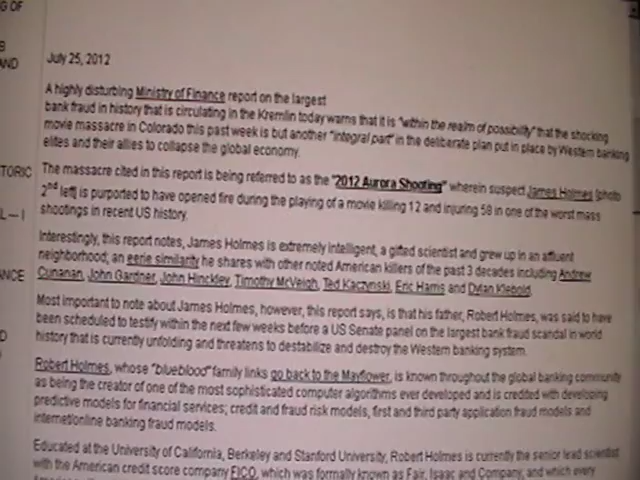 G OF
B
AND
TORIC
L—I
ANCE
D
July 25, 2012
A highly disturbing Ministry of Finance report on the largest
bank fraud in history that is circulating in the Kremlin today warns that it is "within the realm of possibility" that the shocking
movie massacre in Colorado this past week is but another "integral part" in the deliberate plan put in place by Western banking
elites and their allies to collapse the global economy.
The massacre cited in this report is being referred to as the "2012 Aurora Shooting" wherein suspect James Holmes (photo
2nd left) is purported to have opened fire during the playing of a movie killing 12 and injuring 58 in one of the worst mass
shootings in recent US history.
Interestingly, this report notes, James Holmes is extremely intelligent, a gifted scientist and grew up in an affluent
neighborhood; an eerie similarity he shares with other noted American killers of the past 3 decades including Andrew
Cunanan, John Gardner, John Hinckley, Timothy McVeigh, Ted Kaczynski, Eric Harris and Dylan Klebold.
Most important to note about James Holmes, however, this report says, is that his father, Robert Holmes, was said to have
been scheduled to testify within the next few weeks before a US Senate panel on the largest bank fraud scandal in world
history that is currently unfolding and threatens to destabilize and destroy the Western banking system.
Robert Holmes, whose "blueblood" family links go back to the Mayflower, is known throughout the global banking community
as being the creator of one of the most sophisticated computer algorithms ever developed and is credited with developing
predictive models for financial services; credit and fraud risk models, first and third party application fraud models and
internet/online banking fraud models.
Educated at the University of California, Berkeley and Stanford University, Robert Holmes is currently the senior lead scientist
with the American credit score company FICO, which was formally known as Fair, Isaac and Company, and which every